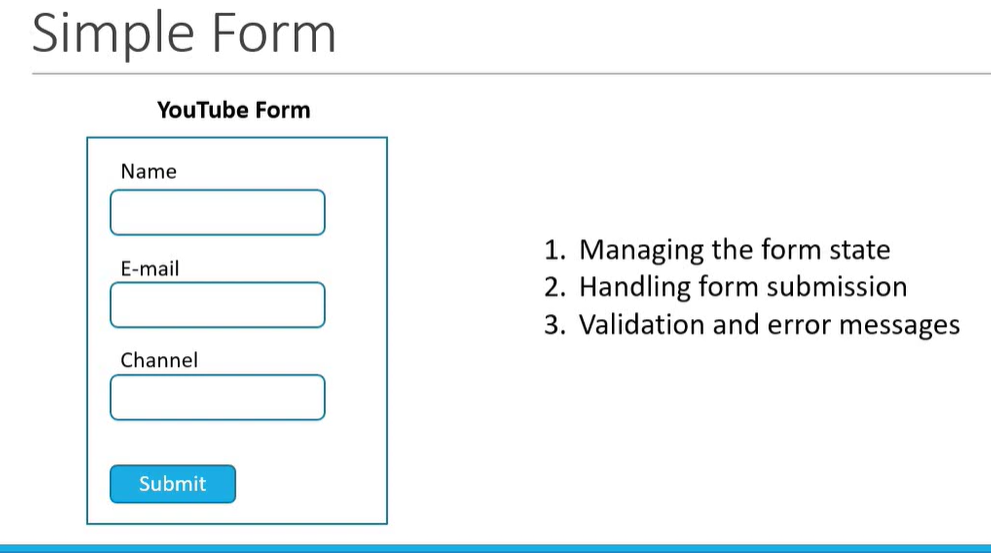 Simple Form
YouTube Form
Name
E-mail
Channel
Submit
1. Managing the form state
2. Handling form submission
3. Validation and error messages